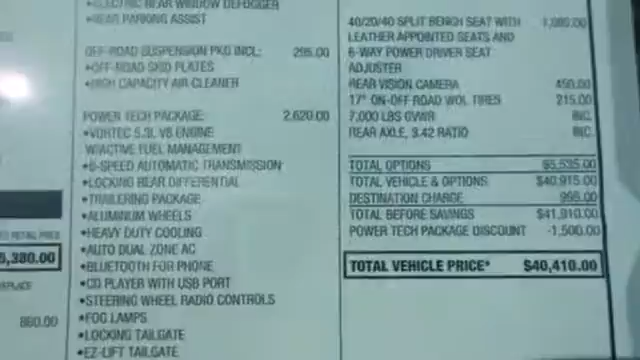 •ELECTRIC REAR WINDOW DEFOGGER
•REAR PARKING ASSIST
OFF-ROAD SUSPENSION PKG INCL: 295.00
•OFF-ROAD SKID PLATES
•HIGH CAPACITY AIR CLEANER
POWER TECH PACKAGE: 2,620.00
•VORTEC 5.3L V8 ENGINE
W/ACTIVE FUEL MANAGEMENT
•6-SPEED AUTOMATIC TRANSMISSION
•LOCKING REAR DIFFERENTIAL
•TRAILERING PACKAGE
•ALUMINUM WHEELS
•HEAVY DUTY COOLING
•AUTO DUAL ZONE AC
•BLUETOOTH FOR PHONE
•CD PLAYER WITH USB PORT
•STEERING WHEEL RADIO CONTROLS
•FOG LAMPS
•LOCKING TAILGATE
•EZ-LIFT TAILGATE
40/20/40 SPLIT BENCH SEAT WITH
LEATHER APPOINTED SEATS AND
6-WAY POWER DRIVER SEAT
ADJUSTER
REAR VISION CAMERA 450.00
17" ON-OFF ROAD WOL TIRES 215.00
7,000 LBS GVWR INC.
REAR AXLE, 3.42 RATIO INC.
TOTAL OPTIONS $5,535.00
TOTAL VEHICLE & OPTIONS $40,915.00
DESTINATION CHARGE 995.00
TOTAL BEFORE SAVINGS $41,910.00
POWER TECH PACKAGE DISCOUNT -1,500.00
TOTAL VEHICLE PRICE* $40,410.00
RETAIL PRICE
5,380.00
860.00